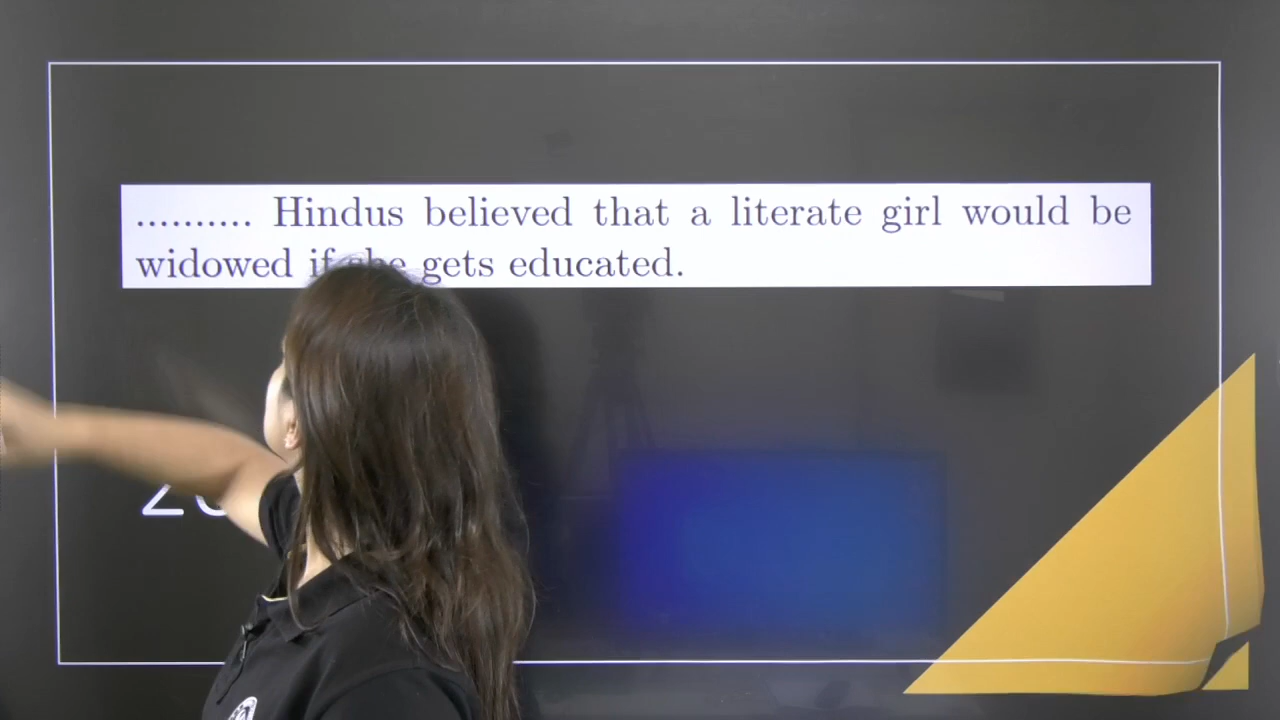 .......... Hindus believed that a literate girl would be
widowed if she gets educated.